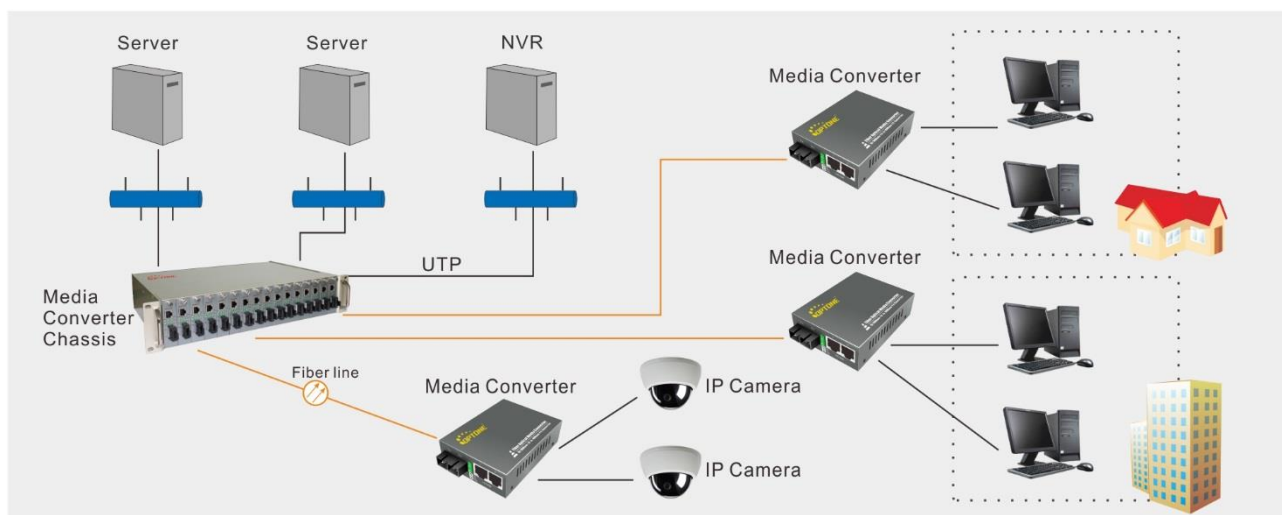 Server
Server
NVR
Media Converter
UTP
Media
Converter
Chassis
Media Converter
Fiber line
Media Converter
IP Camera
IP Camera